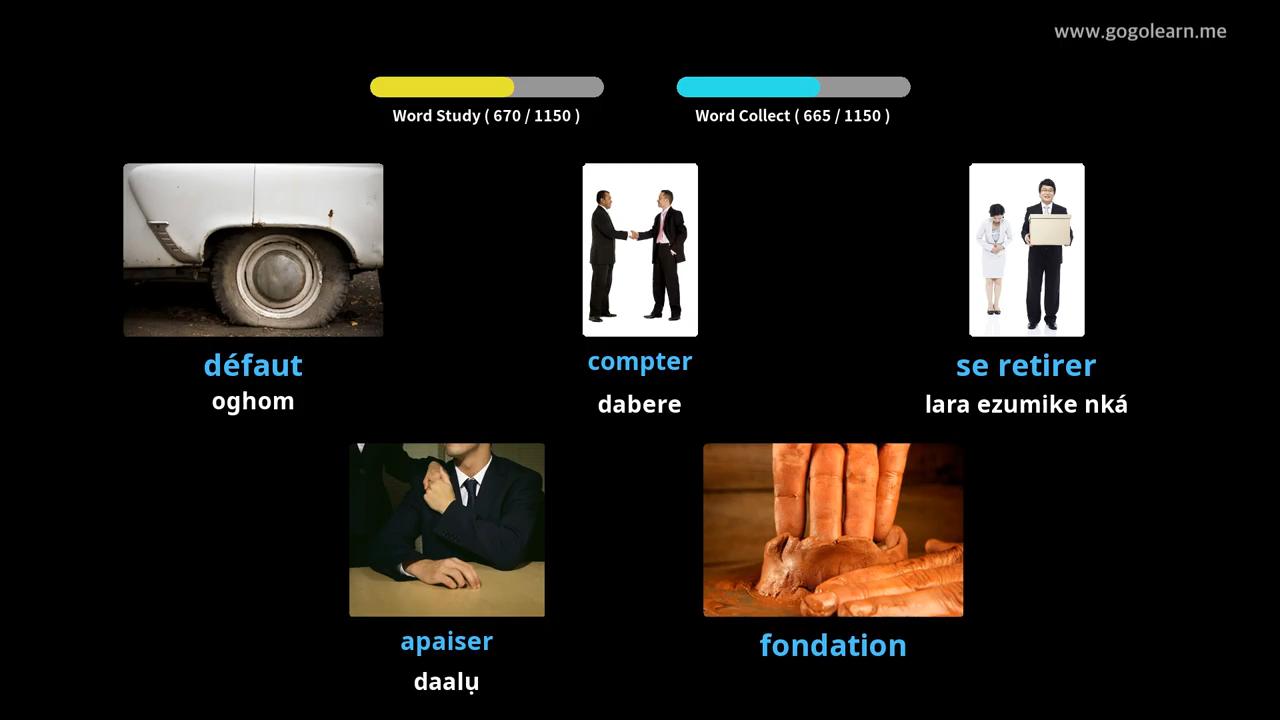 www.gogolearn.me
Word Study ( 670 / 1150 )
Word Collect ( 665 / 1150 )
défaut
oghom
compter
dabere
se retirer
lara ezumike nká
apaiser
daalụ
fondation